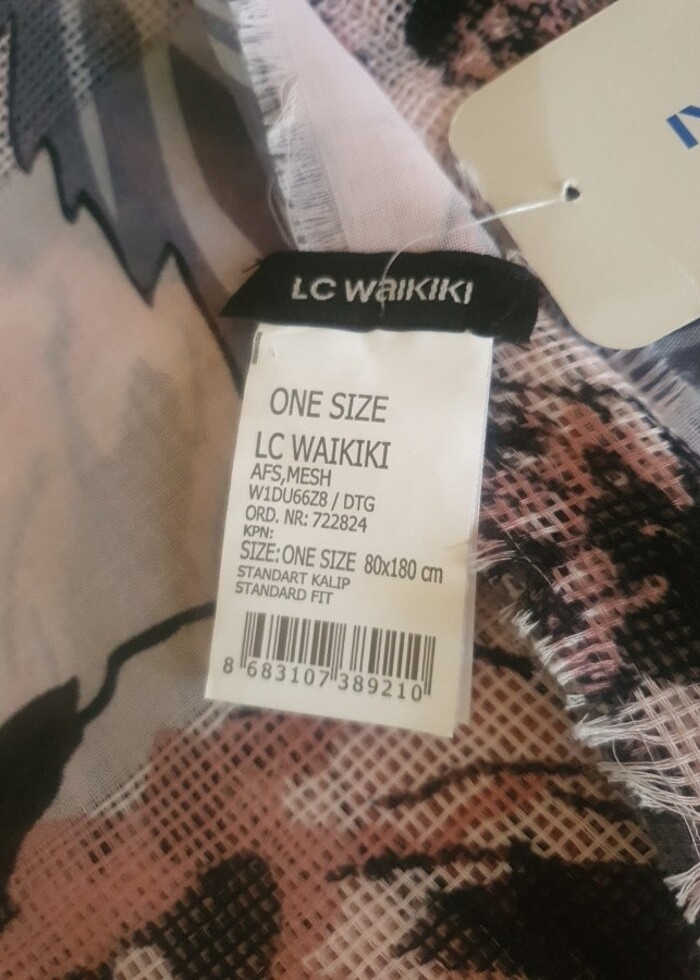 LC WAIKIKI
ONE SIZE
LC WAIKIKI
AFS,MESH
W1DU66Z8 / DTG
ORD. NR: 722824
KPN:
SIZE: ONE SIZE 80x180 cm
STANDART KALIP
STANDARD FIT
8 683107 389210